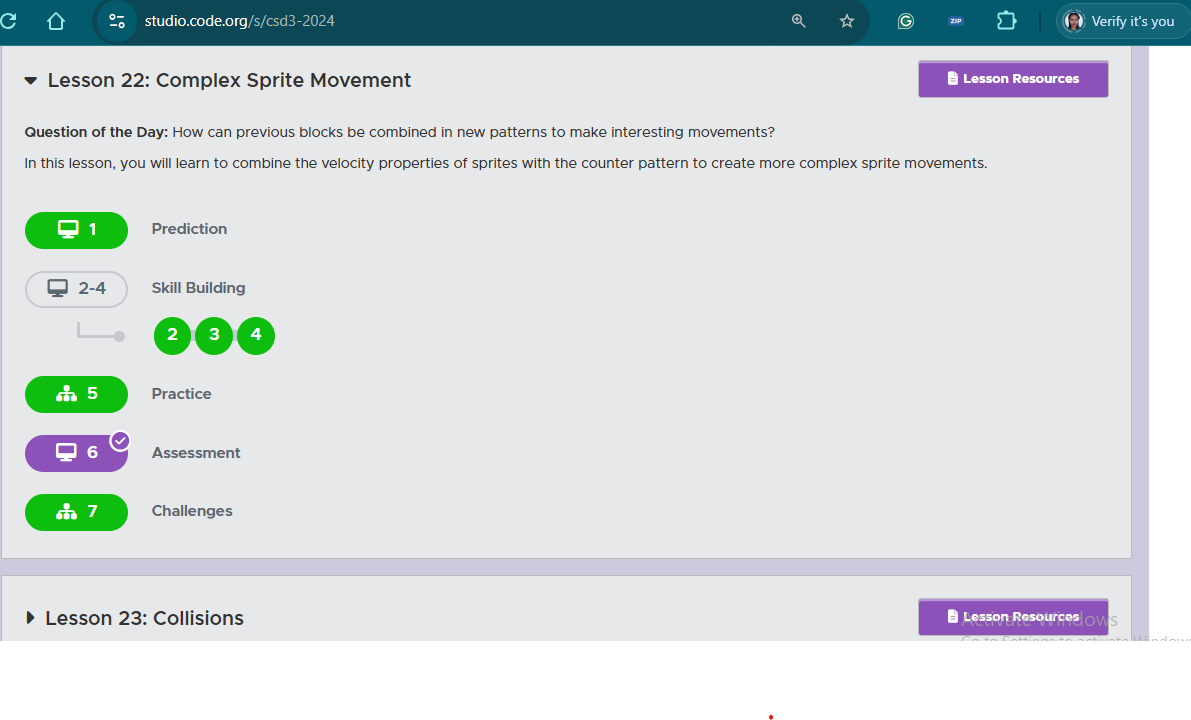 studio.code.org/s/csd3-2024
ZIP
Verify it's you
Lesson 22: Complex Sprite Movement
Lesson Resources
Question of the Day: How can previous blocks be combined in new patterns to make interesting movements?
In this lesson, you will learn to combine the velocity properties of sprites with the counter pattern to create more complex sprite movements.
1 Prediction
2-4 Skill Building
2 3 4
5 Practice
6 Assessment
7 Challenges
Lesson 23: Collisions
Lesson Resources
Activate Windows
Go to Settings to activate Windows